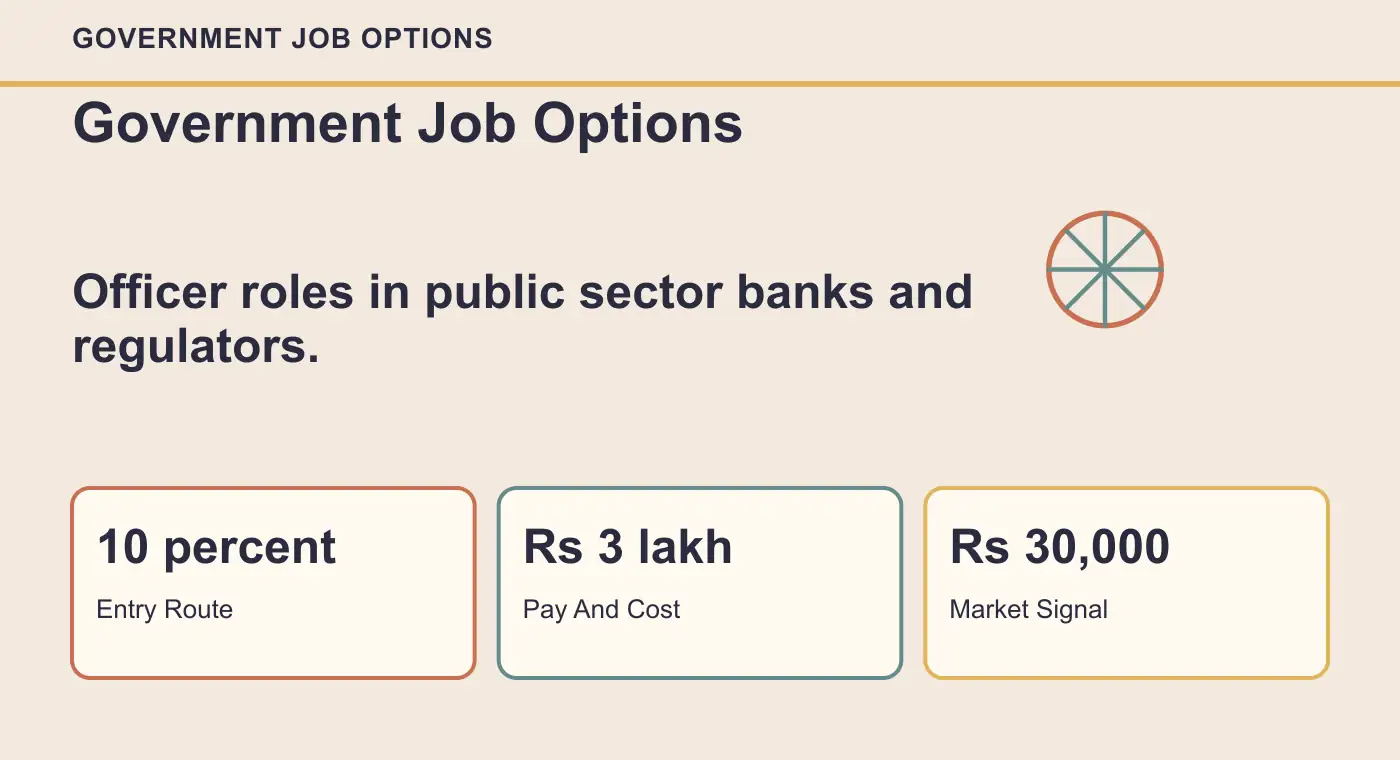 GOVERNMENT JOB OPTIONS
Government Job Options
Officer roles in public sector banks and
regulators.
10 percent
Entry Route
Rs 3 lakh
Pay And Cost
Rs 30,000
Market Signal